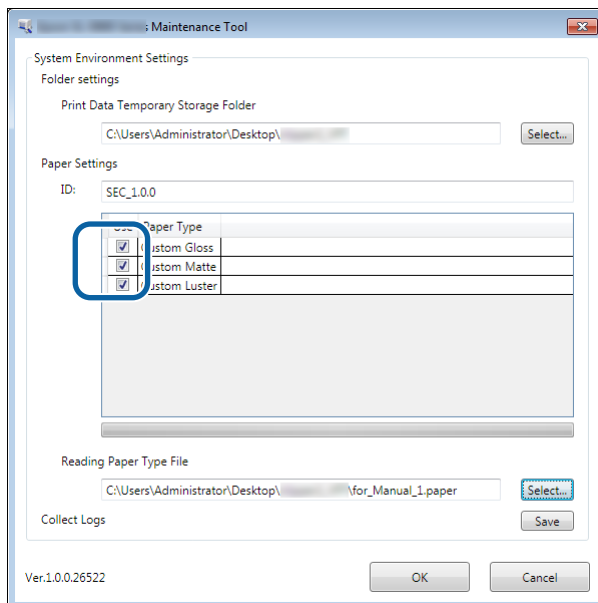 s Maintenance Tool
System Environment Settings
Folder settings
Print Data Temporary Storage Folder
C:\Users\Administrator\Desktop\
Select...
Paper Settings
ID:
SEC_1.0.0
Use Paper Type
Custom Gloss
Custom Matte
Custom Luster
Reading Paper Type File
C:\Users\Administrator\Desktop\ \for_Manual_1.paper
Select...
Collect Logs
Save
Ver.1.0.0.26522
OK
Cancel